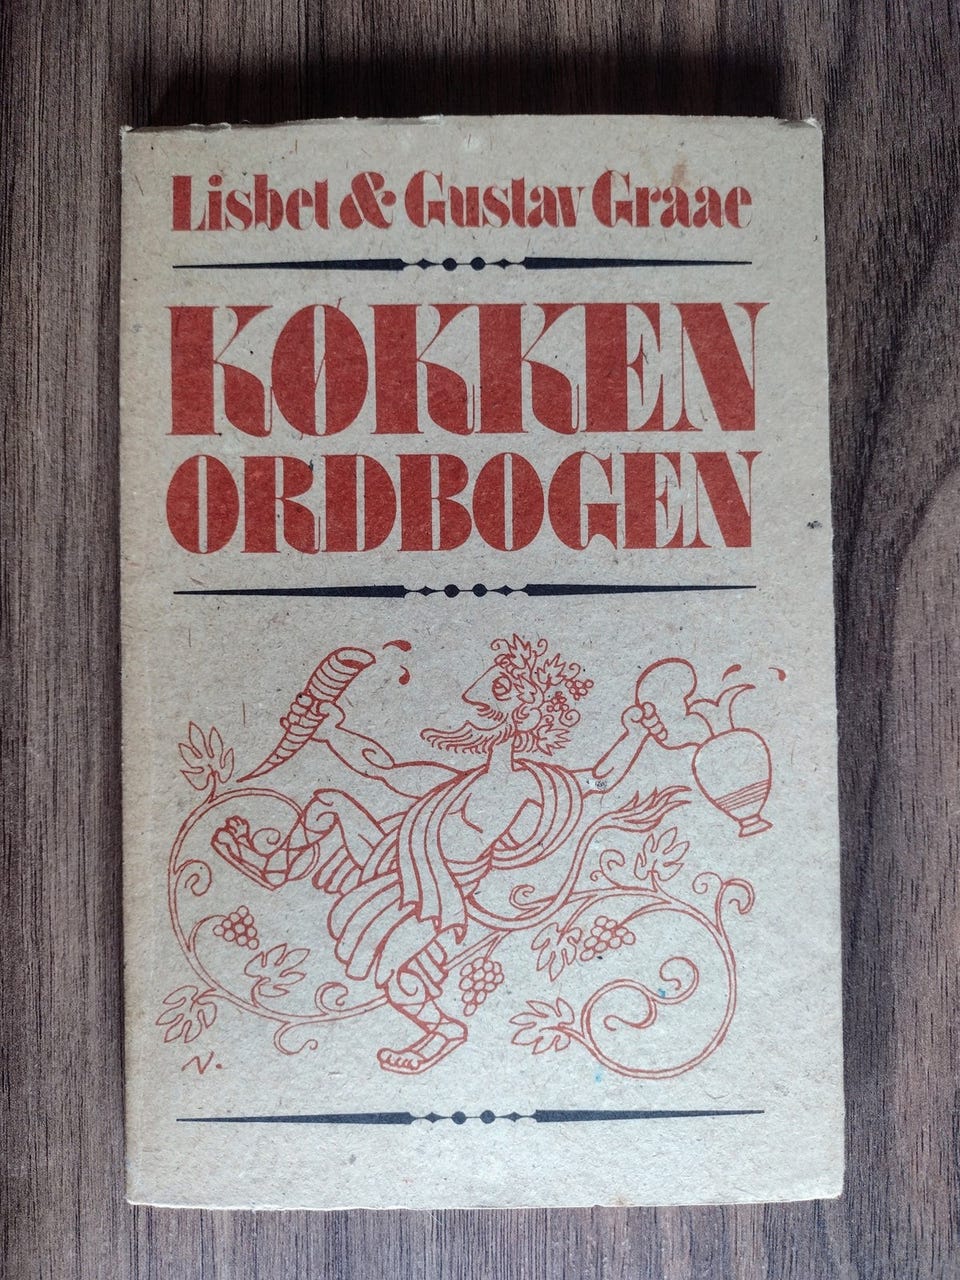 Lisbet & Gustav Graae
KØKKEN
ORDBOGEN
N.